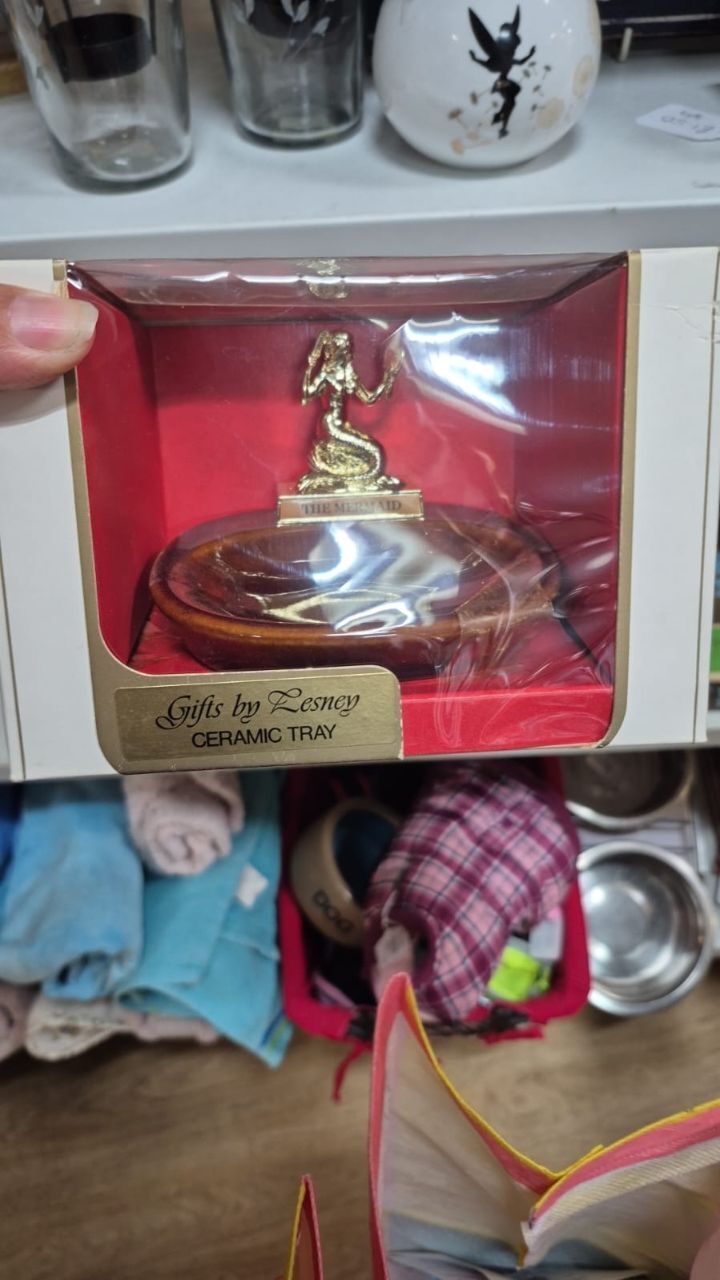 THE MERMAID
Gifts by Lesney
CERAMIC TRAY
DOG